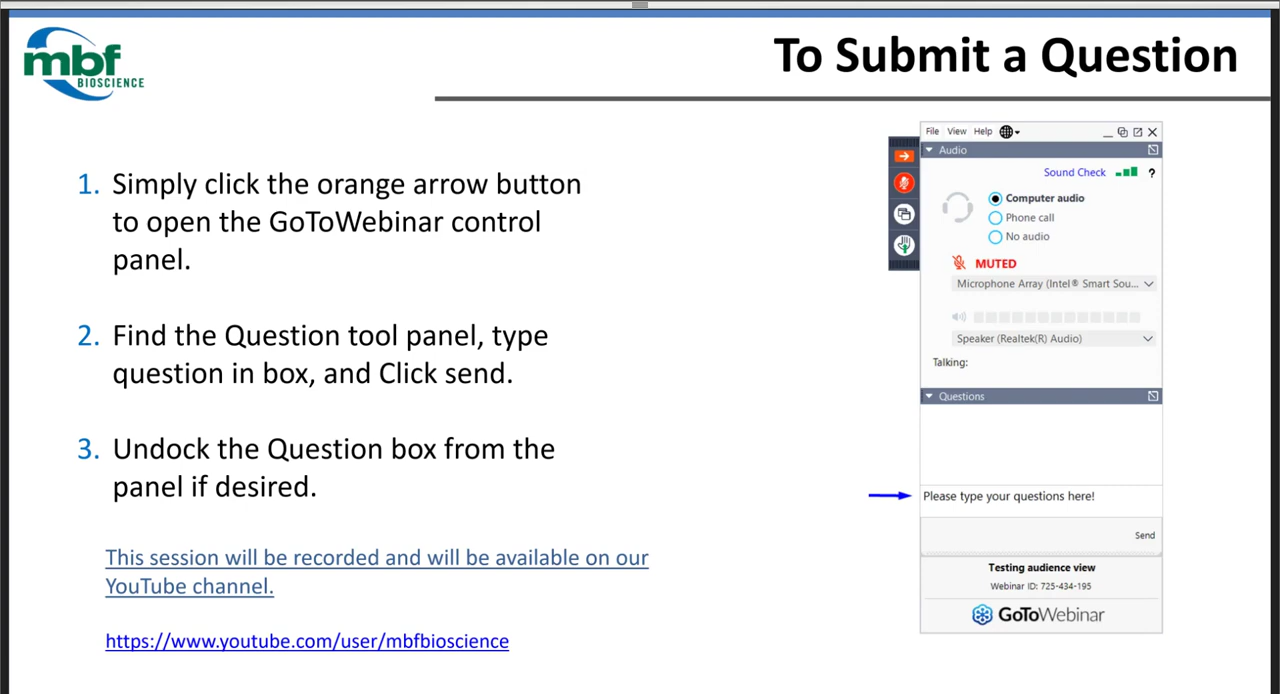 mbf
BIOSCIENCE
To Submit a Question
1. Simply click the orange arrow button
to open the GoToWebinar control
panel.
2. Find the Question tool panel, type
question in box, and Click send.
3. Undock the Question box from the
panel if desired.
This session will be recorded and will be available on our
YouTube channel.
https://www.youtube.com/user/mbfbioscience
File View Help
Audio
Sound Check ?
Computer audio
Phone call
No audio
MUTED
Microphone Array (Intel® Smart Sou...
Speaker (Realtek(R) Audio)
Talking:
Questions
Please type your questions here!
Send
Testing audience view
Webinar ID: 725-434-195
GoToWebinar